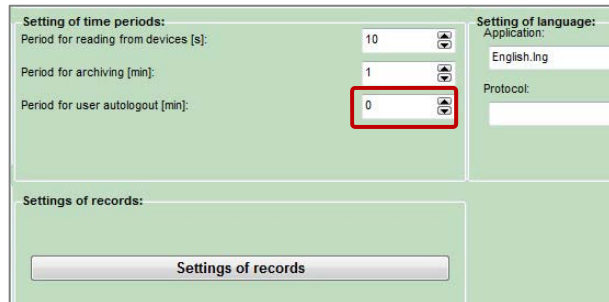 Setting of time periods:
Period for reading from devices [s]:
10
Period for archiving [min]:
1
Period for user autologout [min]:
0
Setting of language:
Application:
English.lng
Protocol:
Settings of records:
Settings of records